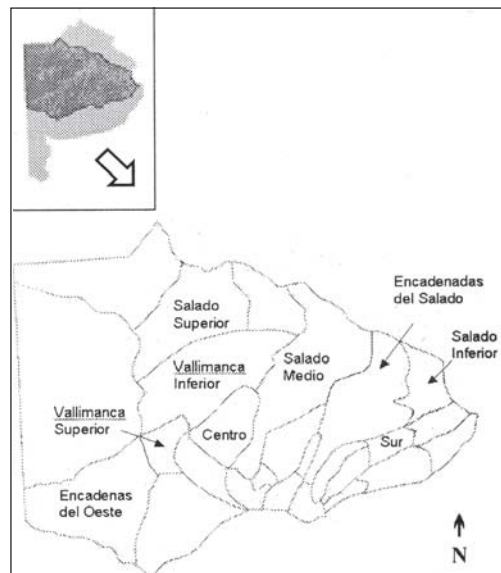 Encadenadas
del Salado
Salado
Superior
Salado
Inferior
Vallimanca
Inferior
Salado
Medio
Vallimanca
Superior
Centro
Sur
Encadenas
del Oeste
N